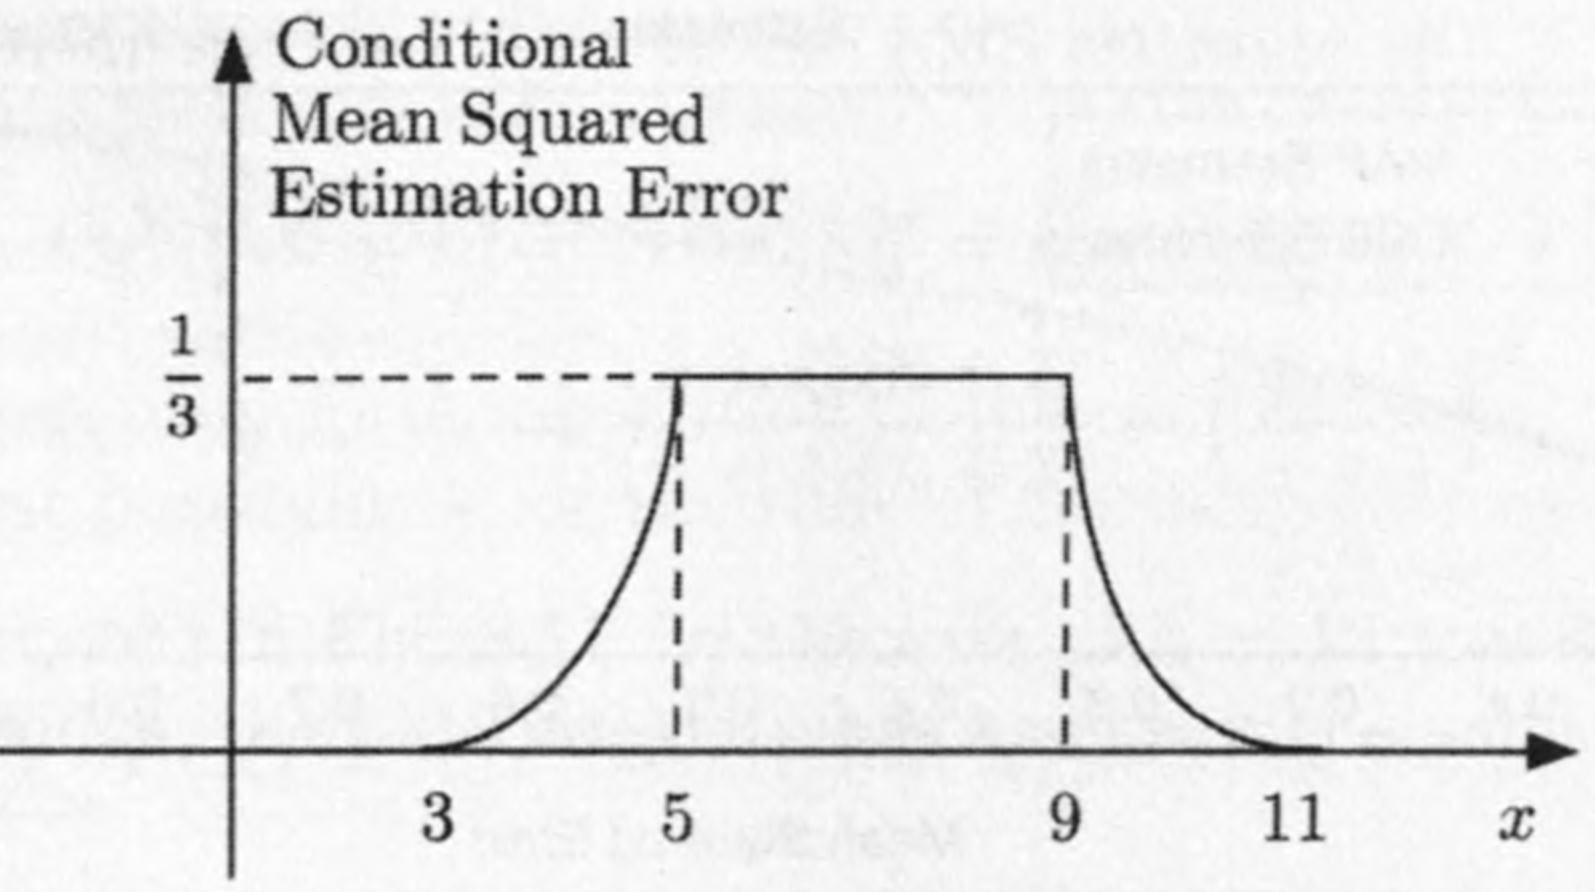 Conditional
Mean Squared
Estimation Error
1
3
3 5 9 11 x